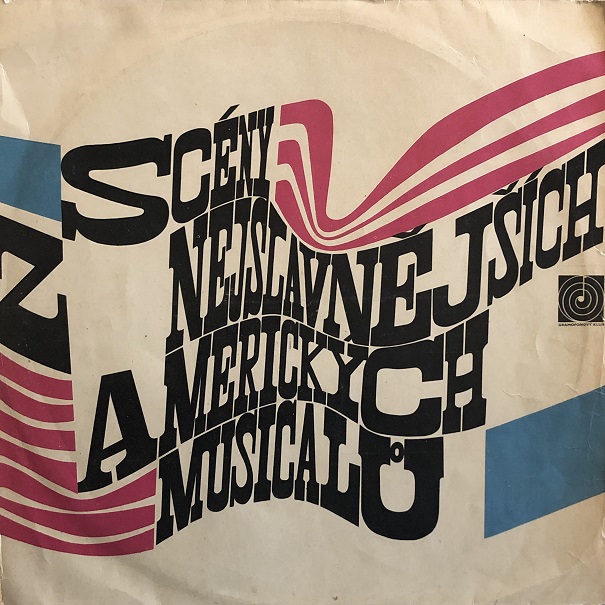 SCÉNY
Z NEJSLAVNĚJŠÍCH
AMERICKÝCH
MUSICALŮ
GRAMOFONOVÝ KLUB